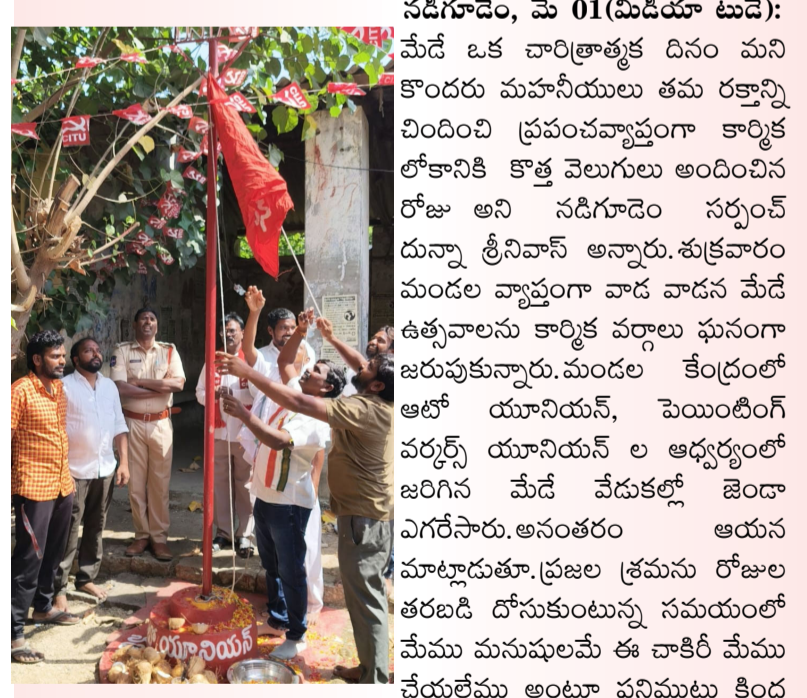 నడిగూడెం, మే 01(మీడియా టుడే):
మేడే ఒక చారిత్రాత్మక దినం మని
కొందరు మహనీయులు తమ రక్తాన్ని
చిందించి ప్రపంచవ్యాప్తంగా కార్మిక
లోకానికి కొత్త వెలుగులు అందించిన
రోజు అని నడిగూడెం సర్పంచ్
దున్నా శ్రీనివాస్ అన్నారు.శుక్రవారం
మండల వ్యాప్తంగా వాడ వాడన మేడే
ఉత్సవాలను కార్మిక వర్గాలు ఘనంగా
జరుపుకున్నారు.మండల కేంద్రంలో
ఆటో యూనియన్, పెయింటింగ్
వర్కర్స్ యూనియన్ ల ఆధ్వర్యంలో
జరిగిన మేడే వేడుకల్లో జెండా
ఎగరేసారు.అనంతరం ఆయన
మాట్లాడుతూ.ప్రజల శ్రమను రోజుల
తరబడి దోసుకుంటున్న సమయంలో
మేము మనుషులమే ఈ చాకిరీ మేము
చేయలేము అంటూ పనిముట్లు కింద
CITU
యూనియన్